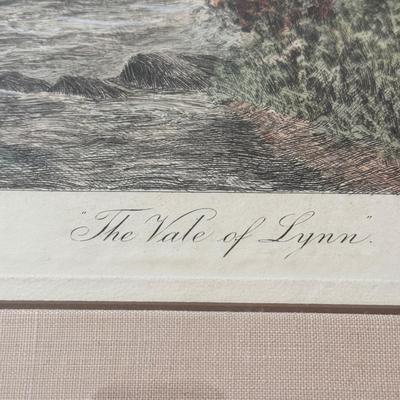 "The Vale of Lynn".